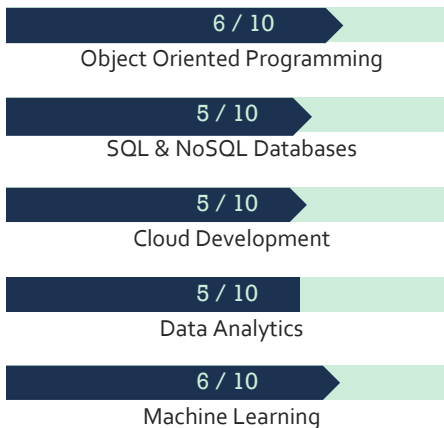 6 / 10
Object Oriented Programming
5 / 10
SQL & NoSQL Databases
5 / 10
Cloud Development
5 / 10
Data Analytics
6 / 10
Machine Learning